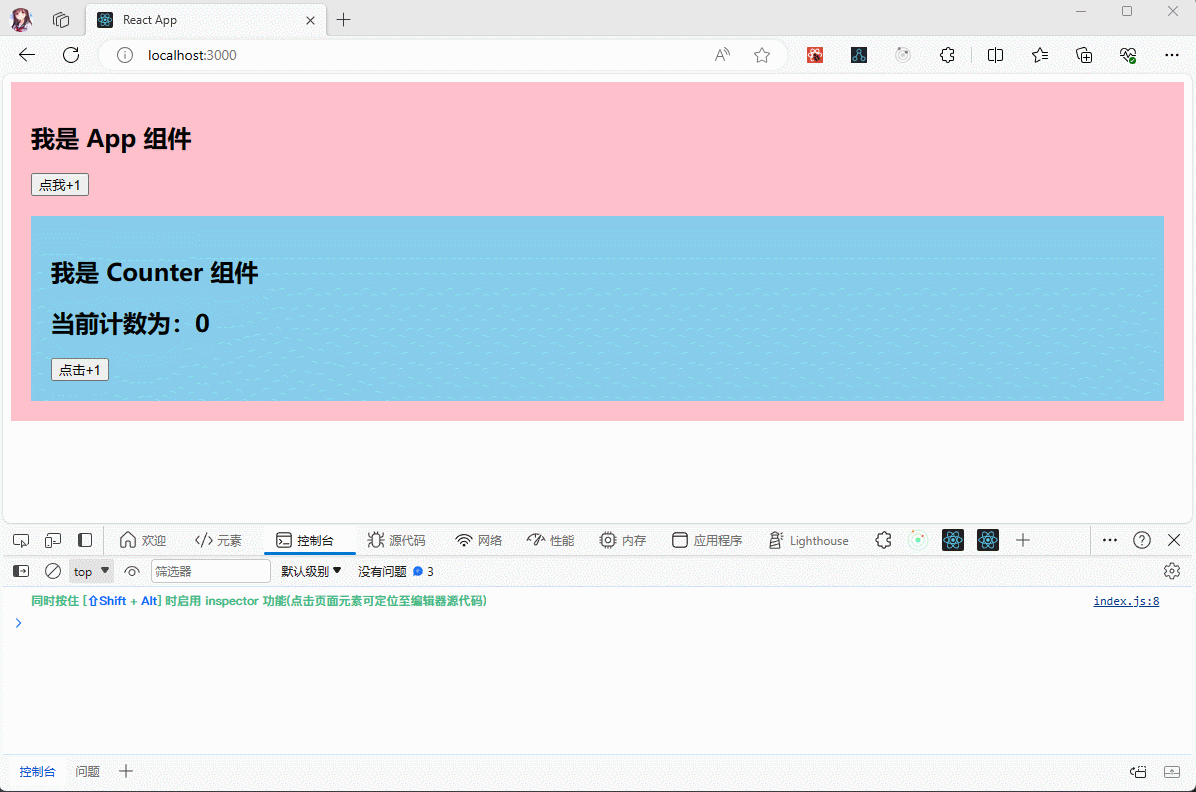 React App
localhost:3000
我是 App 组件
点我+1
我是 Counter 组件
当前计数为：0
点击+1
欢迎 元素 控制台 源代码 网络 性能 内存 应用程序 Lighthouse
top 筛选器 默认级别 没有问题 3
同时按住 [⇧Shift + Alt] 时启用 inspector 功能(点击页面元素可定位至编辑器源代码) index.js:8
控制台 问题